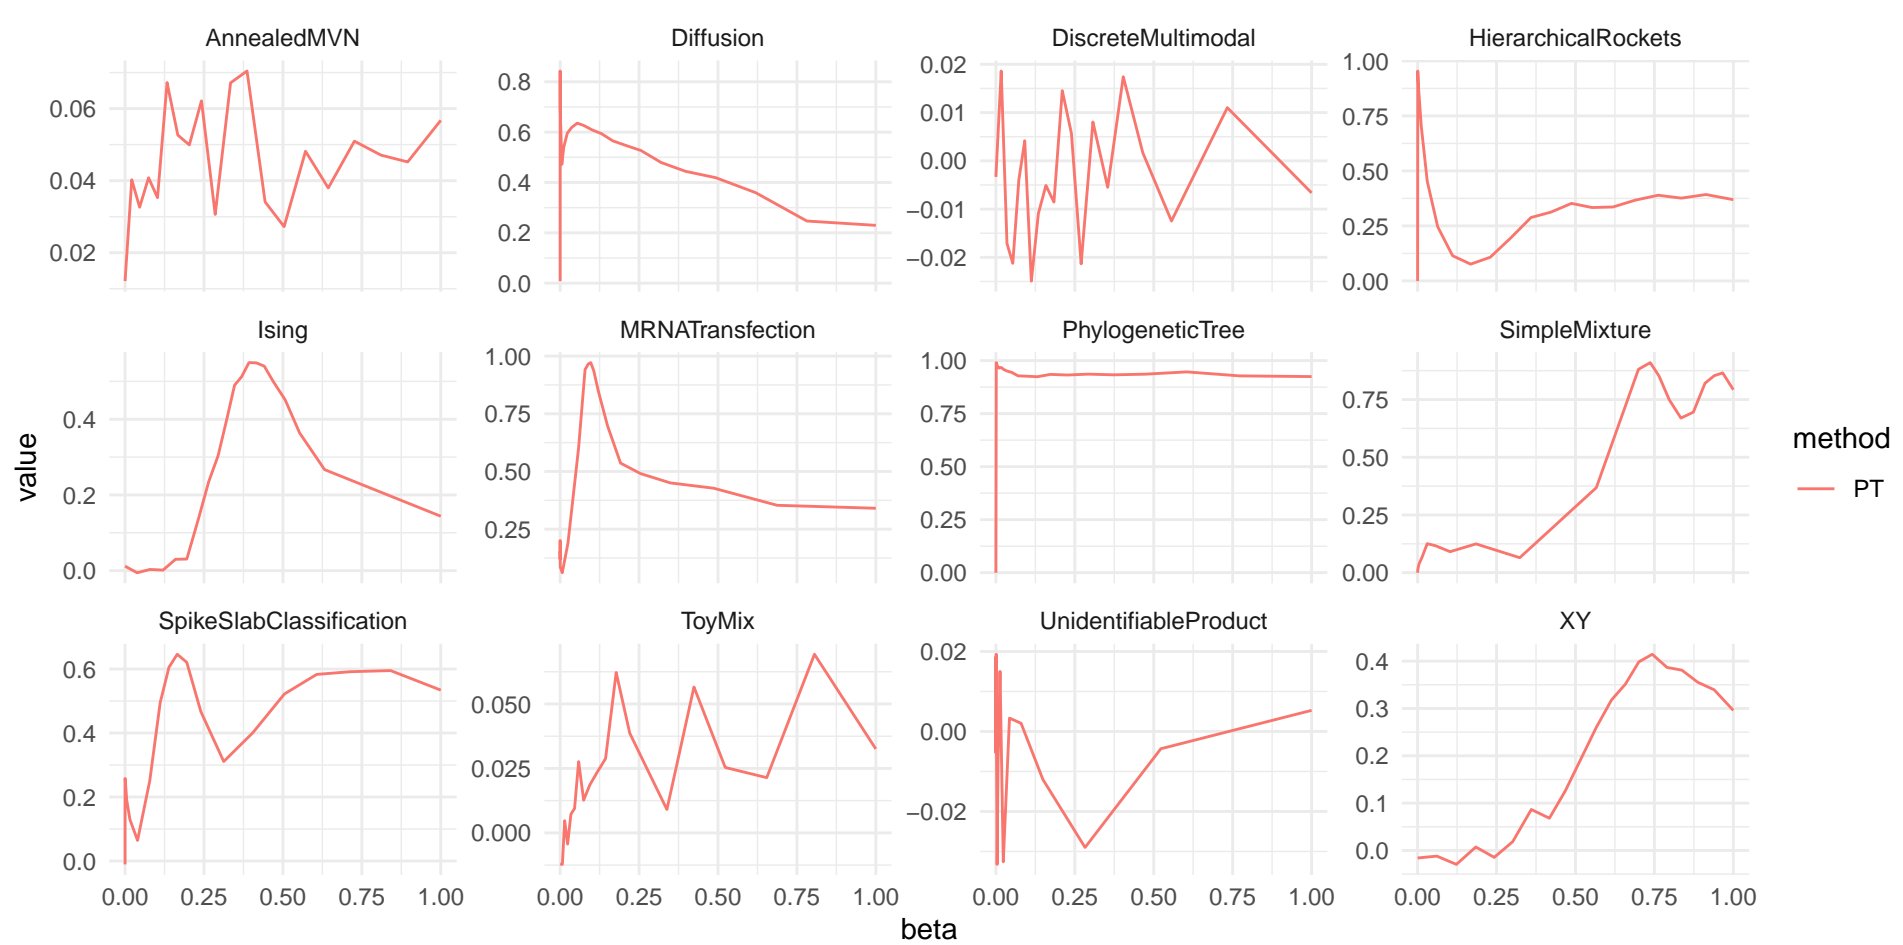 AnnealedMVN Diffusion DiscreteMultimodal HierarchicalRockets
0.06 0.04 0.02
0.8 0.6 0.4 0.2 0.0
0.02 0.01 0.00 −0.01 −0.02
1.00 0.75 0.50 0.25 0.00
Ising MRNATransfection PhylogeneticTree SimpleMixture
0.4 0.2 0.0
1.00 0.75 0.50 0.25
1.00 0.75 0.50 0.25 0.00
0.75 0.50 0.25 0.00
value
method
PT
SpikeSlabClassification ToyMix UnidentifiableProduct XY
0.6 0.4 0.2 0.0
0.050 0.025 0.000
0.02 0.00 −0.02
0.4 0.3 0.2 0.1 0.0
0.00 0.25 0.50 0.75 1.00 0.00 0.25 0.50 0.75 1.00 0.00 0.25 0.50 0.75 1.00 0.00 0.25 0.50 0.75 1.00
beta